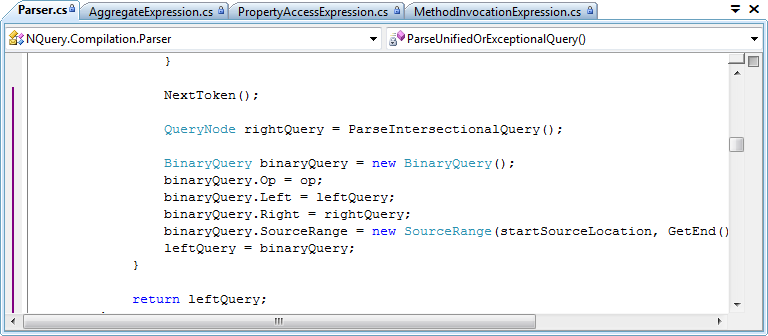 Parser.cs AggregateExpression.cs PropertyAccessExpression.cs MethodInvocationExpression.cs
NQuery.Compilation.Parser ParseUnifiedOrExceptionalQuery()
}
NextToken();
QueryNode rightQuery = ParseIntersectionalQuery();
BinaryQuery binaryQuery = new BinaryQuery();
binaryQuery.Op = op;
binaryQuery.Left = leftQuery;
binaryQuery.Right = rightQuery;
binaryQuery.SourceRange = new SourceRange(startSourceLocation, GetEnd()
leftQuery = binaryQuery;
}
return leftQuery;